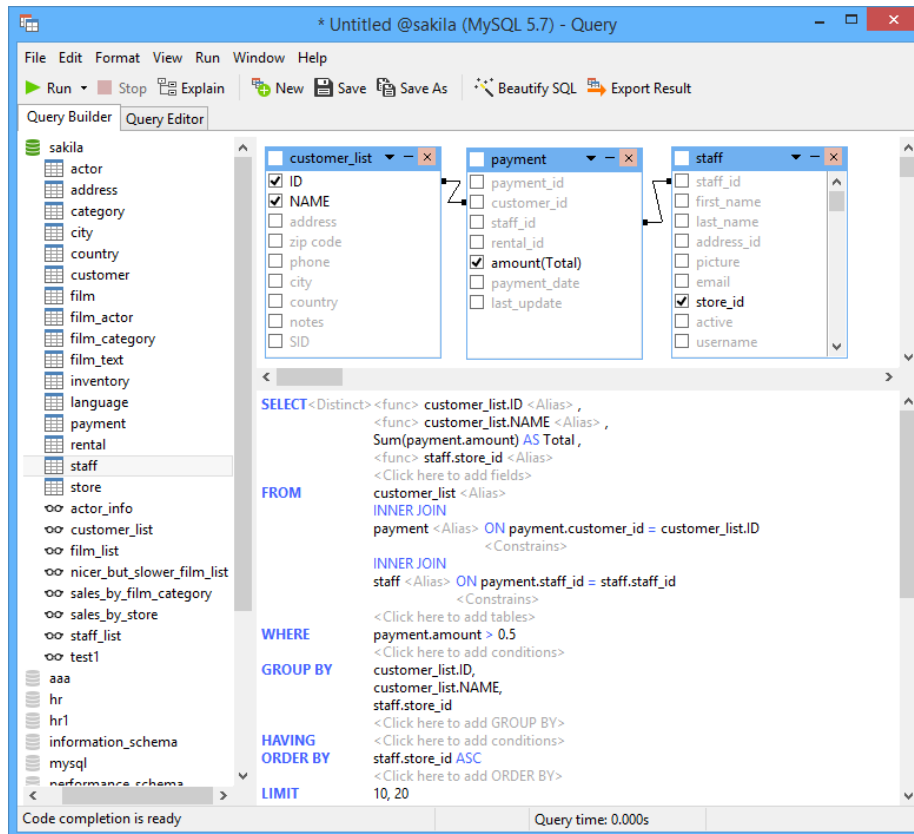 * Untitled @sakila (MySQL 5.7) - Query
File Edit Format View Run Window Help
Run Stop Explain New Save Save As Beautify SQL Export Result
Query Builder Query Editor
sakila
actor
address
category
city
country
customer
film
film_actor
film_category
film_text
inventory
language
payment
rental
staff
store
actor_info
customer_list
film_list
nicer_but_slower_film_list
sales_by_film_category
sales_by_store
staff_list
test1
aaa
hr
hr1
information_schema
mysql
performance_schema
customer_list
ID
NAME
address
zip code
phone
city
country
notes
SID
payment
payment_id
customer_id
staff_id
rental_id
amount(Total)
payment_date
last_update
staff
staff_id
first_name
last_name
address_id
picture
email
store_id
active
username
SELECT <Distinct> <func> customer_list.ID <Alias> ,
<func> customer_list.NAME <Alias> ,
Sum(payment.amount) AS Total ,
<func> staff.store_id <Alias>
<Click here to add fields>
FROM customer_list <Alias>
INNER JOIN
payment <Alias> ON payment.customer_id = customer_list.ID
<Constrains>
INNER JOIN
staff <Alias> ON payment.staff_id = staff.staff_id
<Constrains>
<Click here to add tables>
WHERE payment.amount > 0.5
<Click here to add conditions>
GROUP BY customer_list.ID,
customer_list.NAME,
staff.store_id
<Click here to add GROUP BY>
HAVING <Click here to add conditions>
ORDER BY staff.store_id ASC
<Click here to add ORDER BY>
LIMIT 10, 20
Code completion is ready Query time: 0.000s